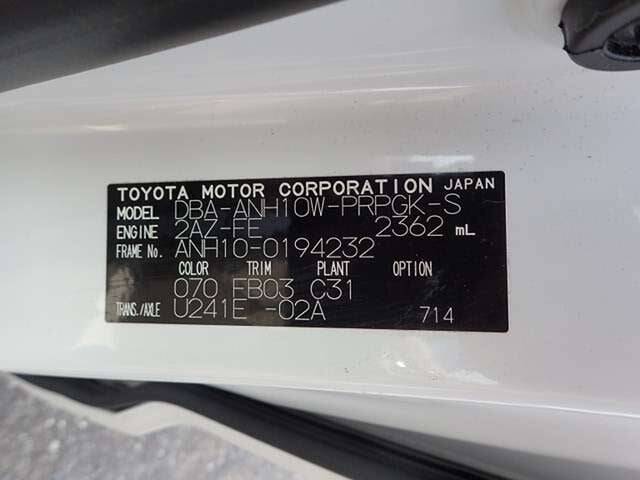 TOYOTA MOTOR CORPORATION JAPAN
MODEL DBA-ANH10W-PRPGK-S
ENGINE 2AZ-FE 2362 mL
FRAME No. ANH10-0194232
COLOR TRIM PLANT OPTION
070 FB03 C31
TRANS./AXLE U241E -02A 714